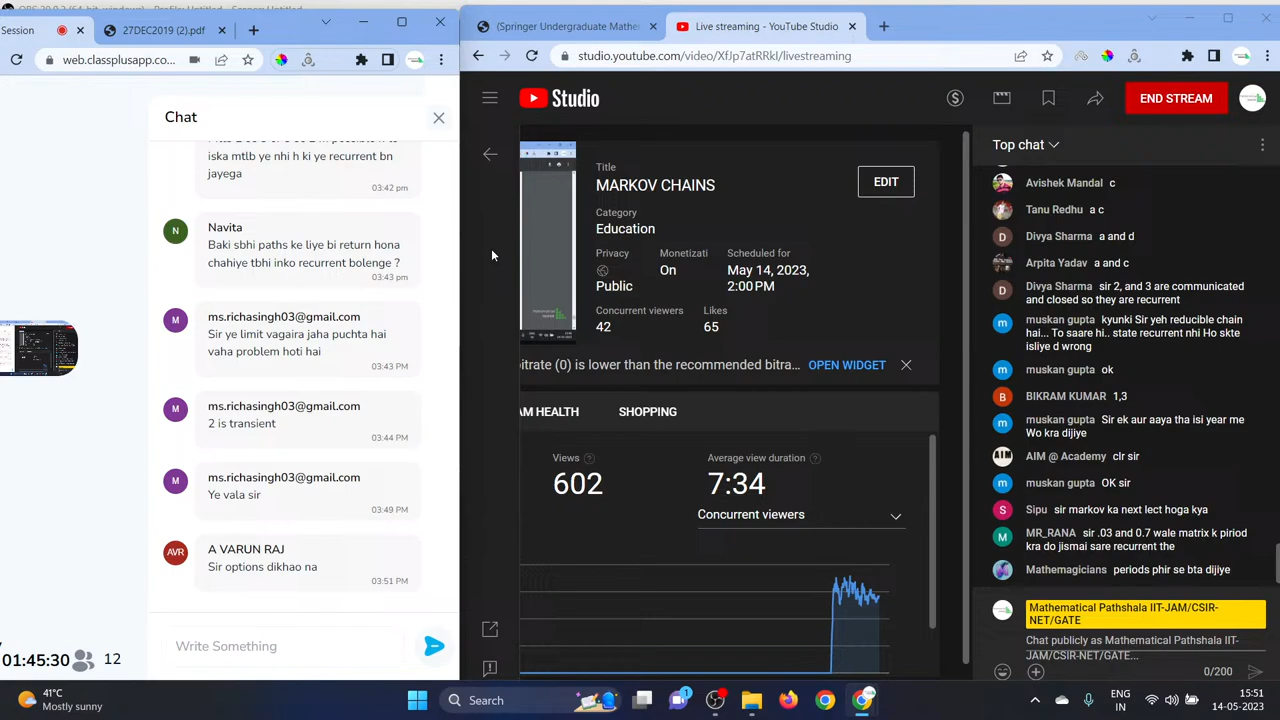 Session
27DEC2019 (2).pdf
web.classplusapp.co...
Chat
iska mtlb ye nhi h ki ye recurrent bn
jayega
03:42 pm
N
Navita
Baki sbhi paths ke liye bi return hona
chahiye tbhi inko recurrent bolenge ?
03:43 pm
M
ms.richasingh03@gmail.com
Sir ye limit vagaira jaha puchta hai
vaha problem hoti hai
03:43 PM
M
ms.richasingh03@gmail.com
2 is transient
03:44 PM
M
ms.richasingh03@gmail.com
Ye vala sir
03:49 PM
AVR
A VARUN RAJ
Sir options dikhao na
03:51 PM
Write Something
01:45:30
12
(Springer Undergraduate Mathe
Live streaming - YouTube Studio
studio.youtube.com/video/XfJp7atRRkI/livestreaming
Studio
END STREAM
Title
MARKOV CHAINS
EDIT
Category
Education
Privacy
Monetizati
Scheduled for
Public
On
May 14, 2023,
2:00 PM
Concurrent viewers
Likes
42
65
bitrate (0) is lower than the recommended bitra...
OPEN WIDGET
AM HEALTH
SHOPPING
Views
Average view duration
602
7:34
Concurrent viewers
Top chat
Avishek Mandal c
Tanu Redhu a c
D
Divya Sharma a and d
Arpita Yadav a and c
D
Divya Sharma sir 2, and 3 are communicated
and closed so they are recurrent
m
muskan gupta kyunki Sir yeh reducible chain
hai... To saare hi.. state recurrent nhi Ho skte
isliye d wrong
m
muskan gupta ok
B
BIKRAM KUMAR 1,3
m
muskan gupta Sir ek aur aaya tha isi year me
Wo kra dijiye
AIM @ Academy clr sir
m
muskan gupta OK sir
S
Sipu sir markov ka next lect hoga kya
M
MR_RANA sir .03 and 0.7 wale matrix k piriod
kra do jismai sare recurrent the
Mathemagicians periods phir se bta dijiye
Mathematical Pathshala IIT-JAM/CSIR-
NET/GATE
Chat publicly as Mathematical Pathshala IIT-
JAM/CSIR-NET/GATE...
0/200
41°C
Mostly sunny
Search
1
ENG
IN
15:51
14-05-2023